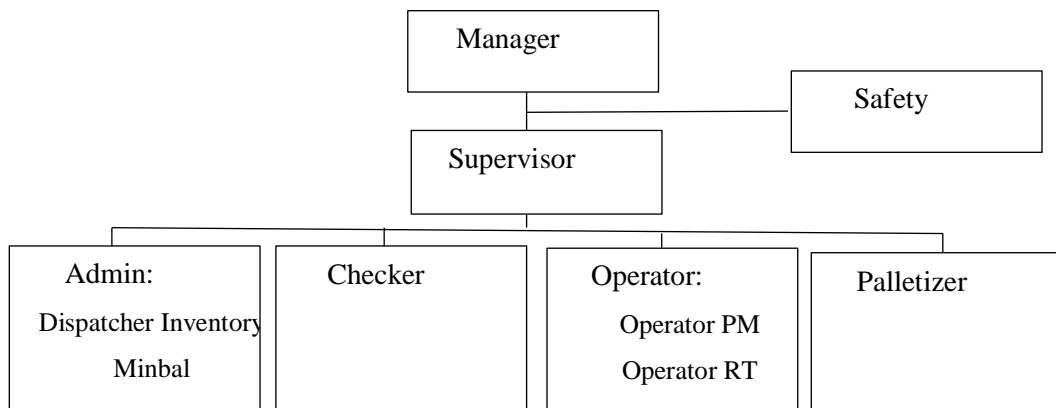 Manager
Safety
Supervisor
Admin:
Dispatcher Inventory
Minbal
Checker
Operator:
Operator PM
Operator RT
Palletizer